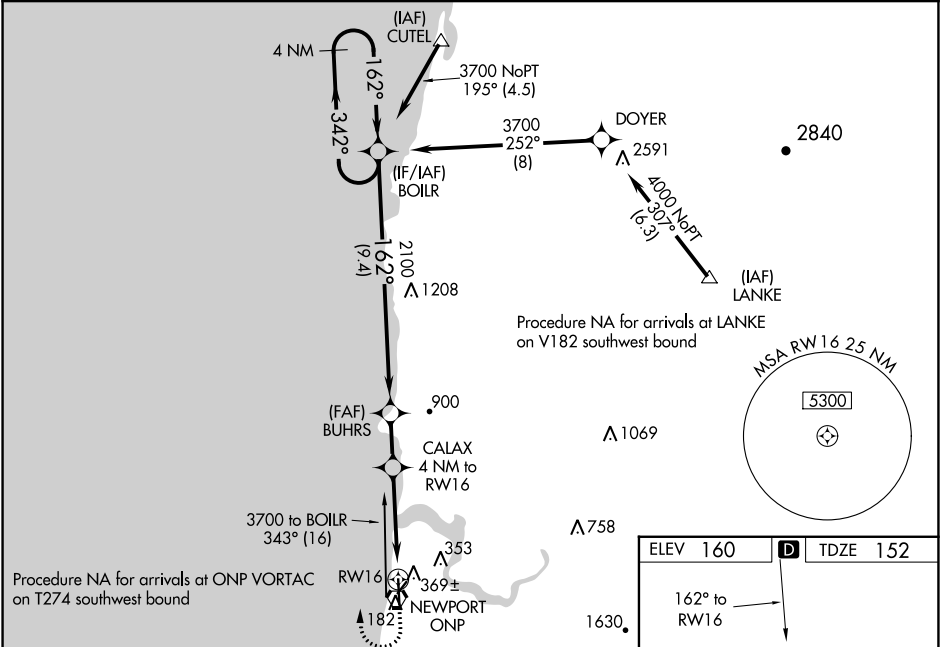 (IAF)
CUTEL
4 NM
162°
342°
3700 NoPT
195° (4.5)
DOYER
3700
252°
(8)
2591
2840
(IF/IAF)
BOILR
4000 NoPT
307°
(6.3)
(IAF)
LANKE
2100
162°
(9.4)
1208
Procedure NA for arrivals at LANKE
on V182 southwest bound
MSA RW16 25 NM
5300
(FAF)
BUHRS
900
1069
CALAX
4 NM to
RW16
3700 to BOILR
343° (16)
758
353
ELEV 160
D
TDZE 152
Procedure NA for arrivals at ONP VORTAC
on T274 southwest bound
RW16
369±
182
NEWPORT
ONP
1630
162° to
RW16